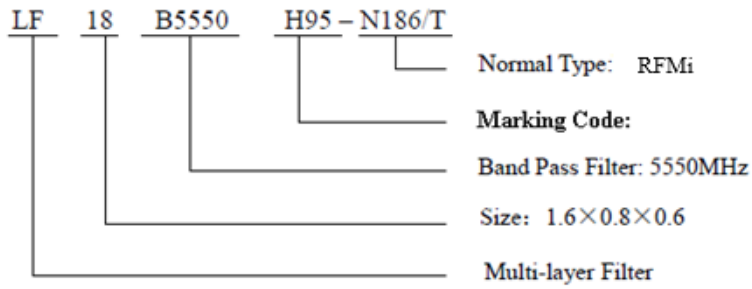 LF 18 B5550 H95 – N186/T
Normal Type: RFMi
Marking Code:
Band Pass Filter: 5550MHz
Size： 1.6×0.8×0.6
Multi-layer Filter